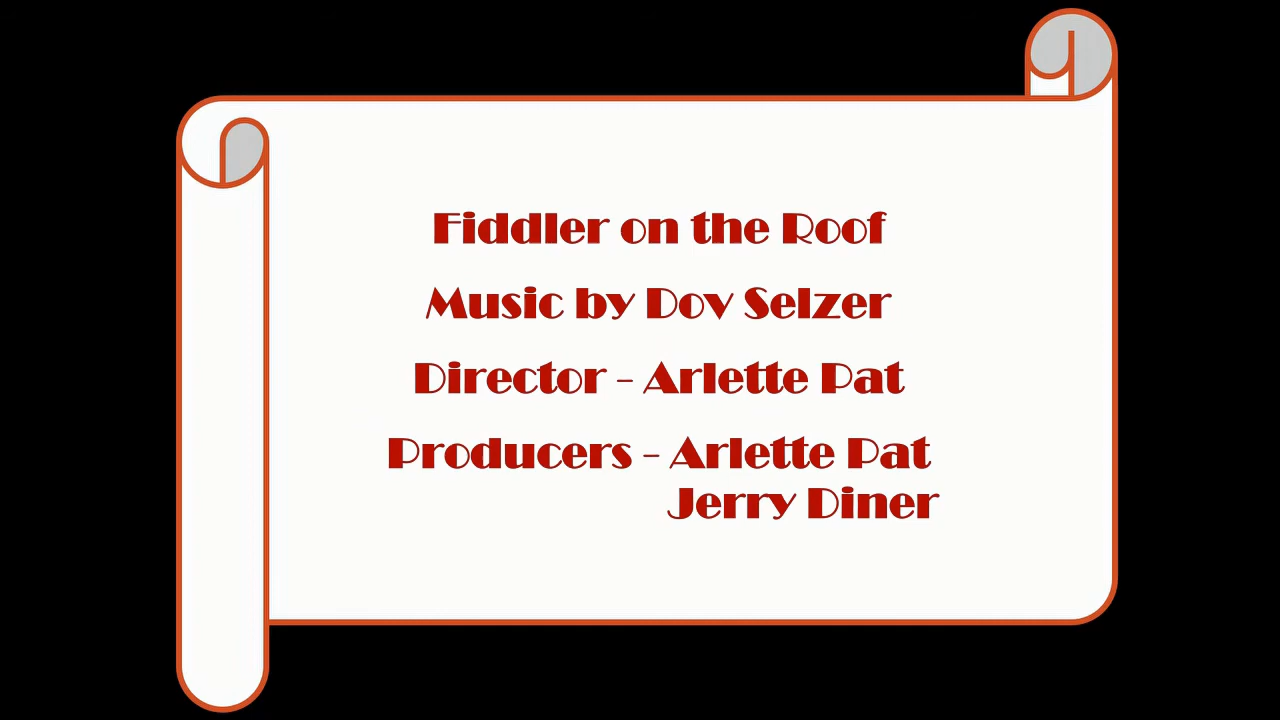 Fiddler on the Roof
Music by Dov Selzer
Director - Arlette Pat
Producers - Arlette Pat
Jerry Diner